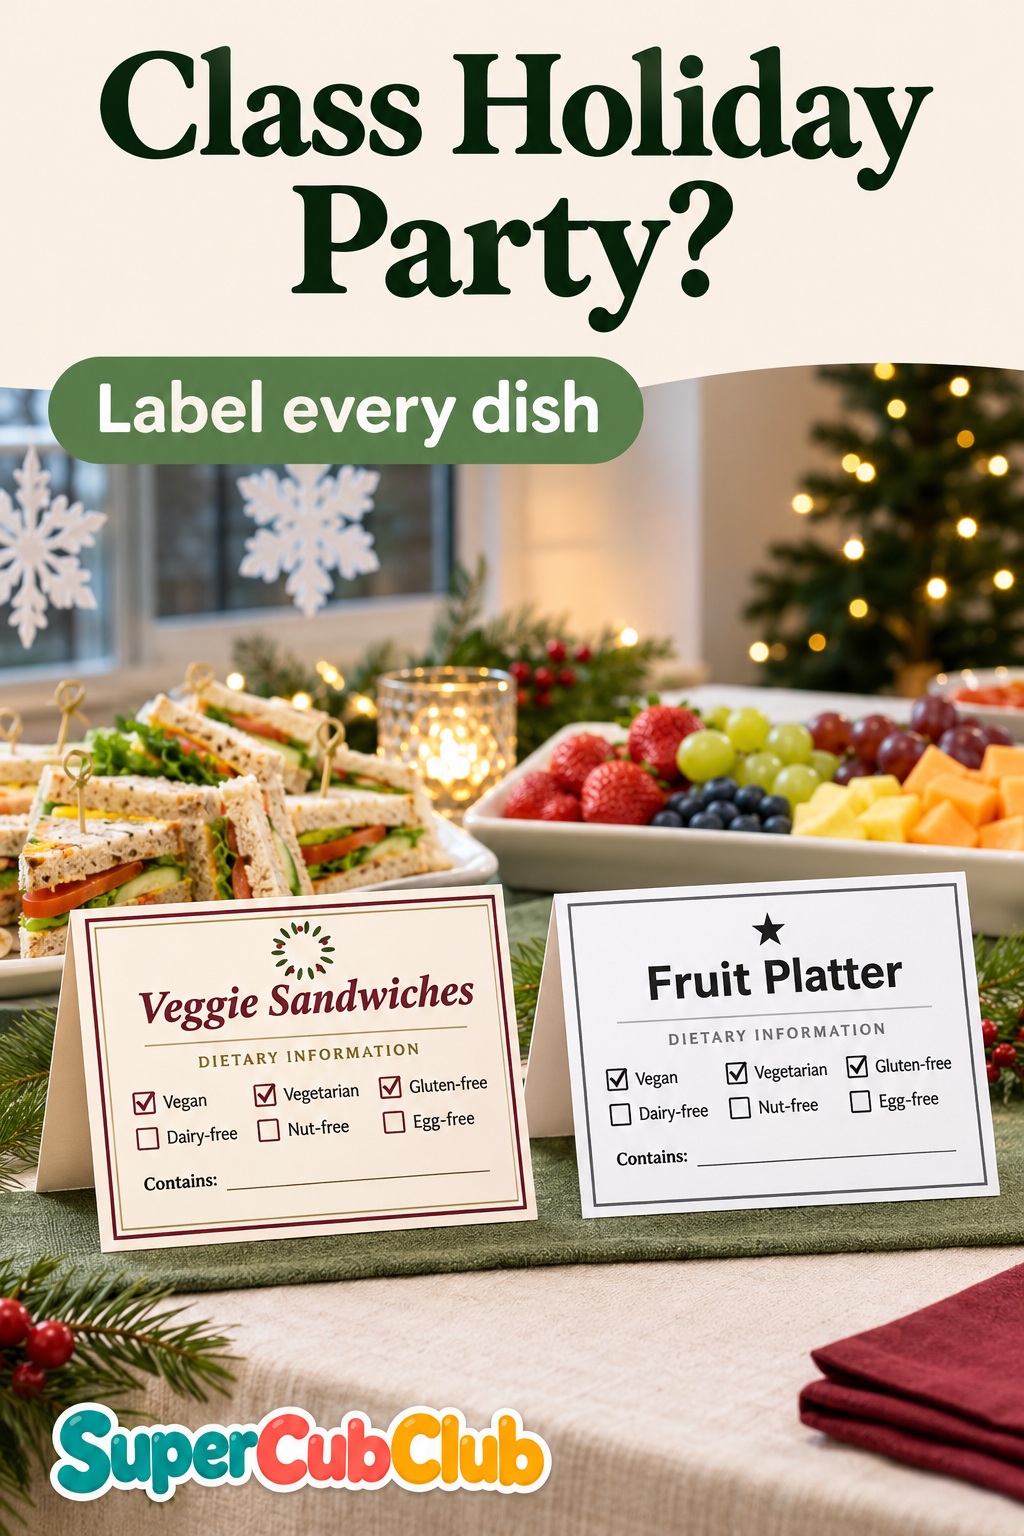 Class Holiday
Party?
Label every dish
Veggie Sandwiches
DIETARY INFORMATION
Vegan
Vegetarian
Gluten-free
Dairy-free
Nut-free
Egg-free
Contains:
Fruit Platter
DIETARY INFORMATION
Vegan
Vegetarian
Gluten-free
Dairy-free
Nut-free
Egg-free
Contains:
SuperCubClub